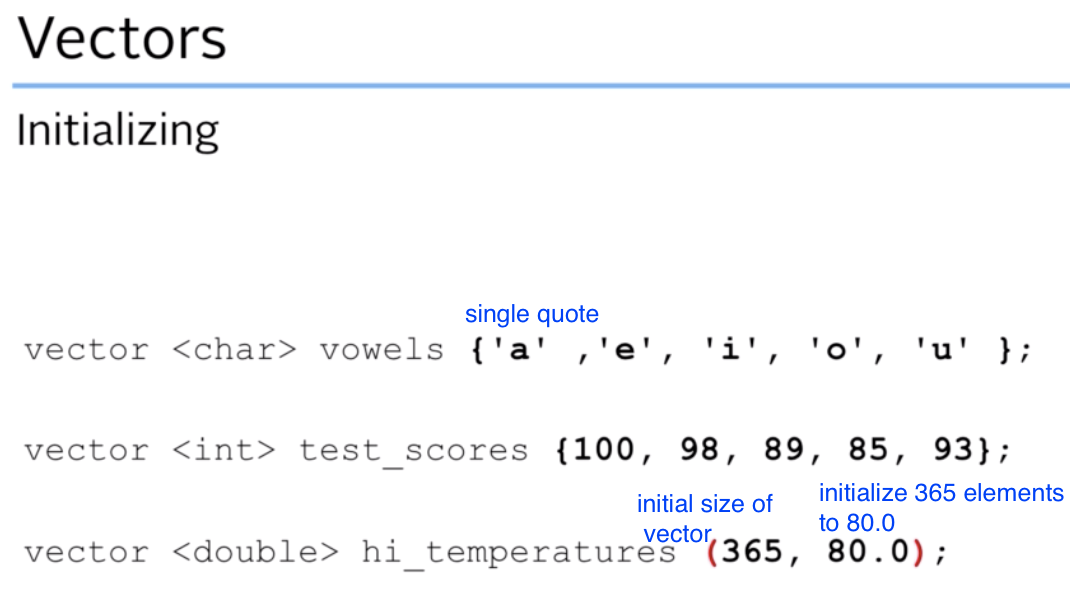 Vectors
Initializing
single quote
vector <char> vowels {'a' ,'e', 'i', 'o', 'u' };
vector <int> test_scores {100, 98, 89, 85, 93};
initial size of
vector
initialize 365 elements
to 80.0
vector <double> hi_temperatures (365, 80.0);